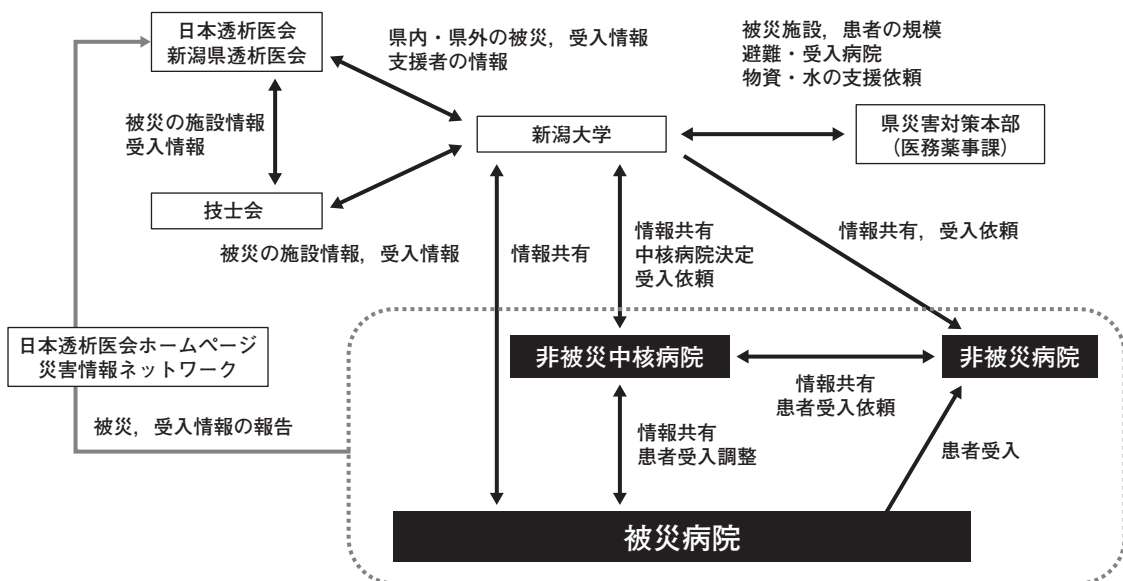 日本透析医会
新潟県透析医会
県内・県外の被災，受入情報
支援者の情報
被災施設，患者の規模
避難・受入病院
物資・水の支援依頼
被災の施設情報
受入情報
新潟大学
県災害対策本部
（医務薬事課）
技士会
被災の施設情報，受入情報
情報共有
情報共有
中核病院決定
受入依頼
情報共有，受入依頼
日本透析医会ホームページ
災害情報ネットワーク
非被災中核病院
非被災病院
情報共有
患者受入依頼
被災，受入情報の報告
情報共有
患者受入調整
患者受入
被災病院